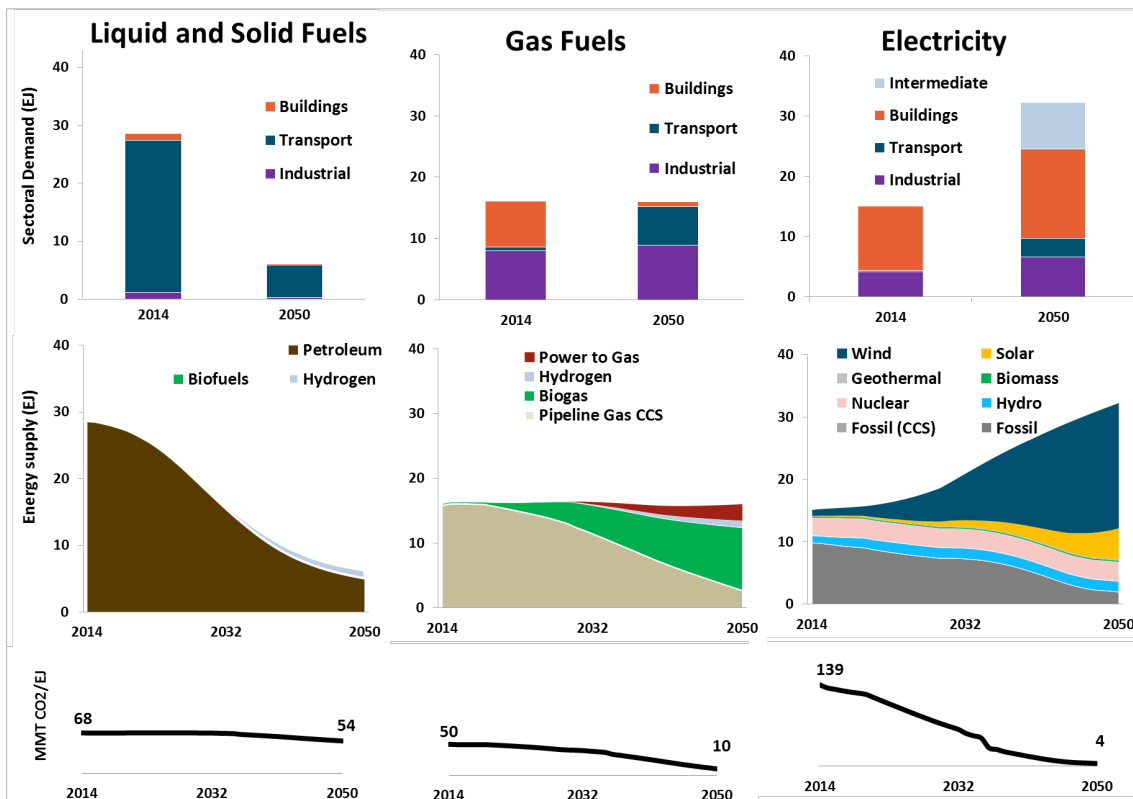 Liquid and Solid Fuels
Sectoral Demand (EJ)
40
30
20
10
0
Buildings
Transport
Industrial
2014
2050
Gas Fuels
40
30
20
10
0
Buildings
Transport
Industrial
2014
2050
Electricity
40
30
20
10
0
Intermediate
Buildings
Transport
Industrial
2014
2050
Energy supply (EJ)
40
30
20
10
0
Petroleum
Biofuels
Hydrogen
2014
2032
2050
40
30
20
10
0
Power to Gas
Hydrogen
Biogas
Pipeline Gas CCS
2014
2032
2050
40
30
20
10
0
Wind
Solar
Geothermal
Biomass
Nuclear
Hydro
Fossil (CCS)
Fossil
2014
2032
2050
MMT CO2/EJ
68
54
2014
2032
2050
50
10
2014
2032
2050
139
4
2014
2032
2050